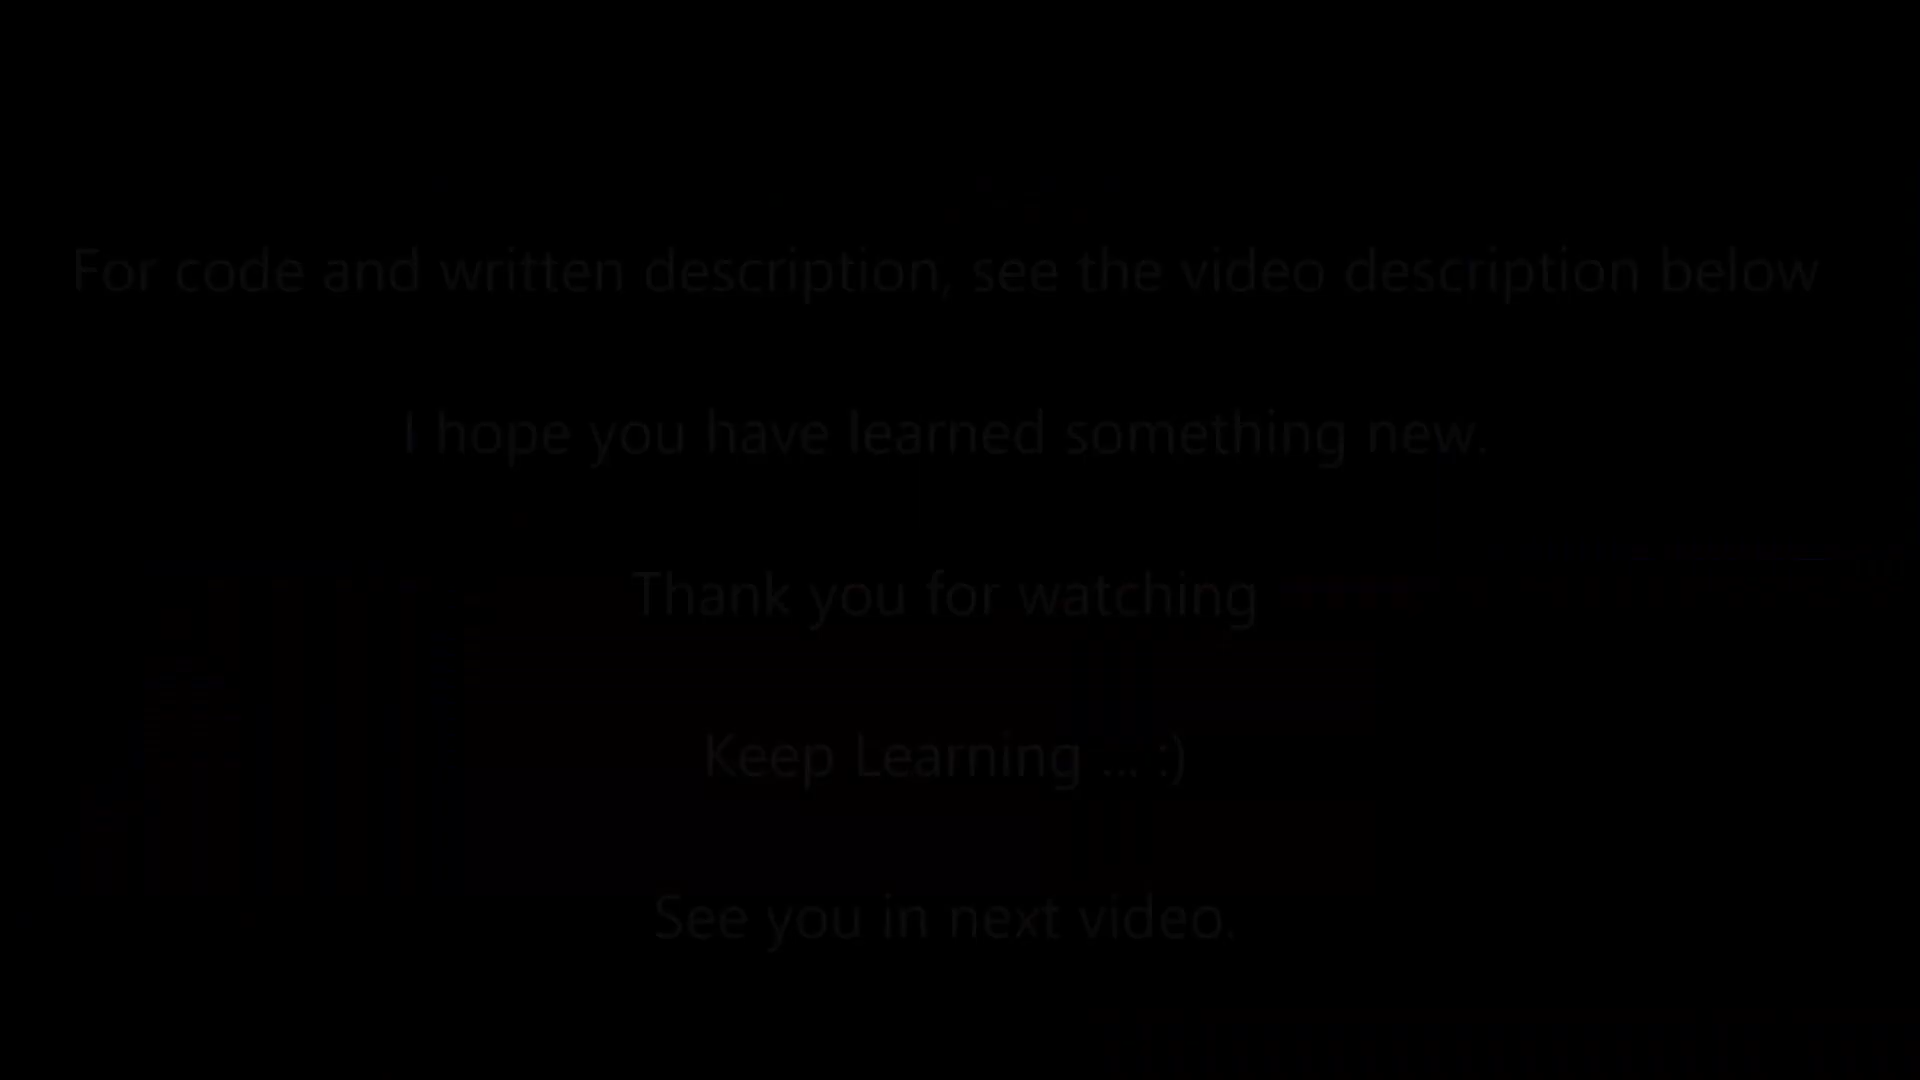 For code and written description, see the video description below
I hope you have learned something new.
Thank you for watching
Keep Learning ... :)
See you in next video.